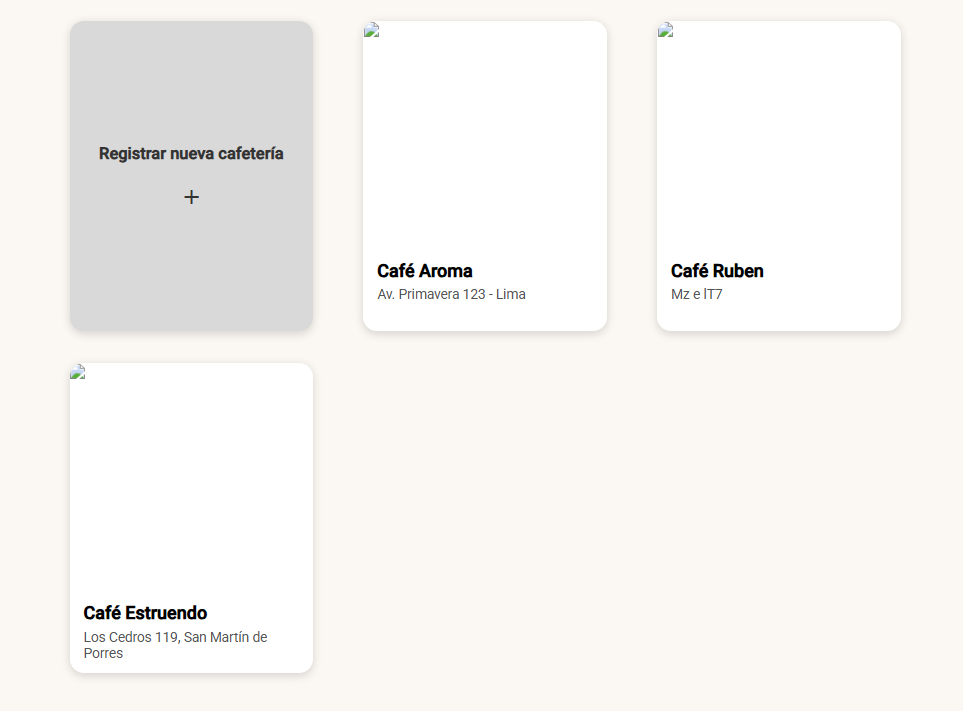 Registrar nueva cafetería
+
Café Aroma
Av. Primavera 123 - Lima
Café Ruben
Mz e lT7
Café Estruendo
Los Cedros 119, San Martín de
Porres